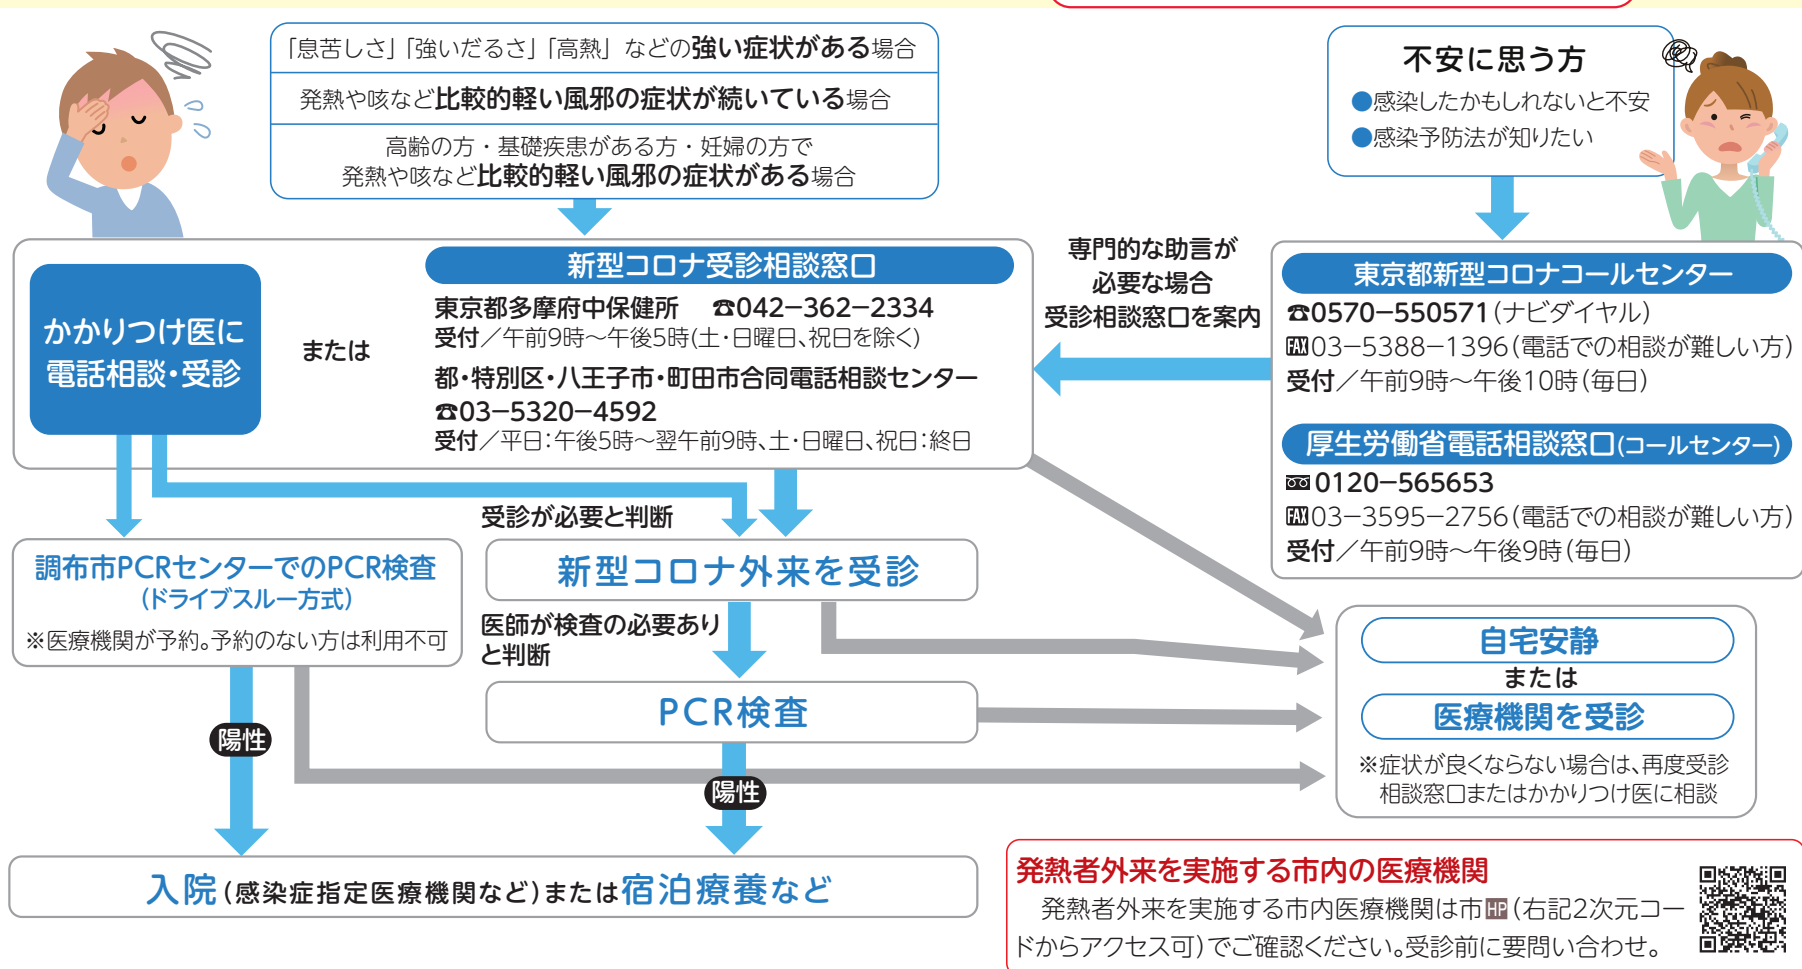 「息苦しさ」「強いだるさ」「高熱」などの強い症状がある場合
発熱や咳など比較的軽い風邪の症状が続いている場合
高齢の方・基礎疾患がある方・妊婦の方で
発熱や咳など比較的軽い風邪の症状がある場合
不安に思う方
●感染したかもしれないと不安
●感染予防法が知りたい
かかりつけ医に
電話相談・受診
または
新型コロナ受診相談窓口
東京都多摩府中保健所 ☎042−362−2334
受付／午前9時〜午後5時(土・日曜日、祝日を除く)
都・特別区・八王子市・町田市合同電話相談センター
☎03−5320−4592
受付／平日：午後5時〜翌午前9時、土・日曜日、祝日：終日
専門的な助言が
必要な場合
受診相談窓口を案内
東京都新型コロナコールセンター
☎0570−550571(ナビダイヤル)
FAX03−5388−1396(電話での相談が難しい方)
受付／午前9時〜午後10時(毎日)
厚生労働省電話相談窓口(コールセンター)
0120−565653
FAX03−3595−2756(電話での相談が難しい方)
受付／午前9時〜午後9時(毎日)
受診が必要と判断
調布市PCRセンターでのPCR検査
(ドライブスルー方式)
※医療機関が予約。予約のない方は利用不可
新型コロナ外来を受診
医師が検査の必要あり
と判断
PCR検査
陽性
陽性
自宅安静
または
医療機関を受診
※症状が良くならない場合は、再度受診
相談窓口またはかかりつけ医に相談
入院(感染症指定医療機関など)または宿泊療養など
発熱者外来を実施する市内の医療機関
発熱者外来を実施する市内医療機関は市HP(右記2次元コー
ドからアクセス可)でご確認ください。受診前に要問い合わせ。